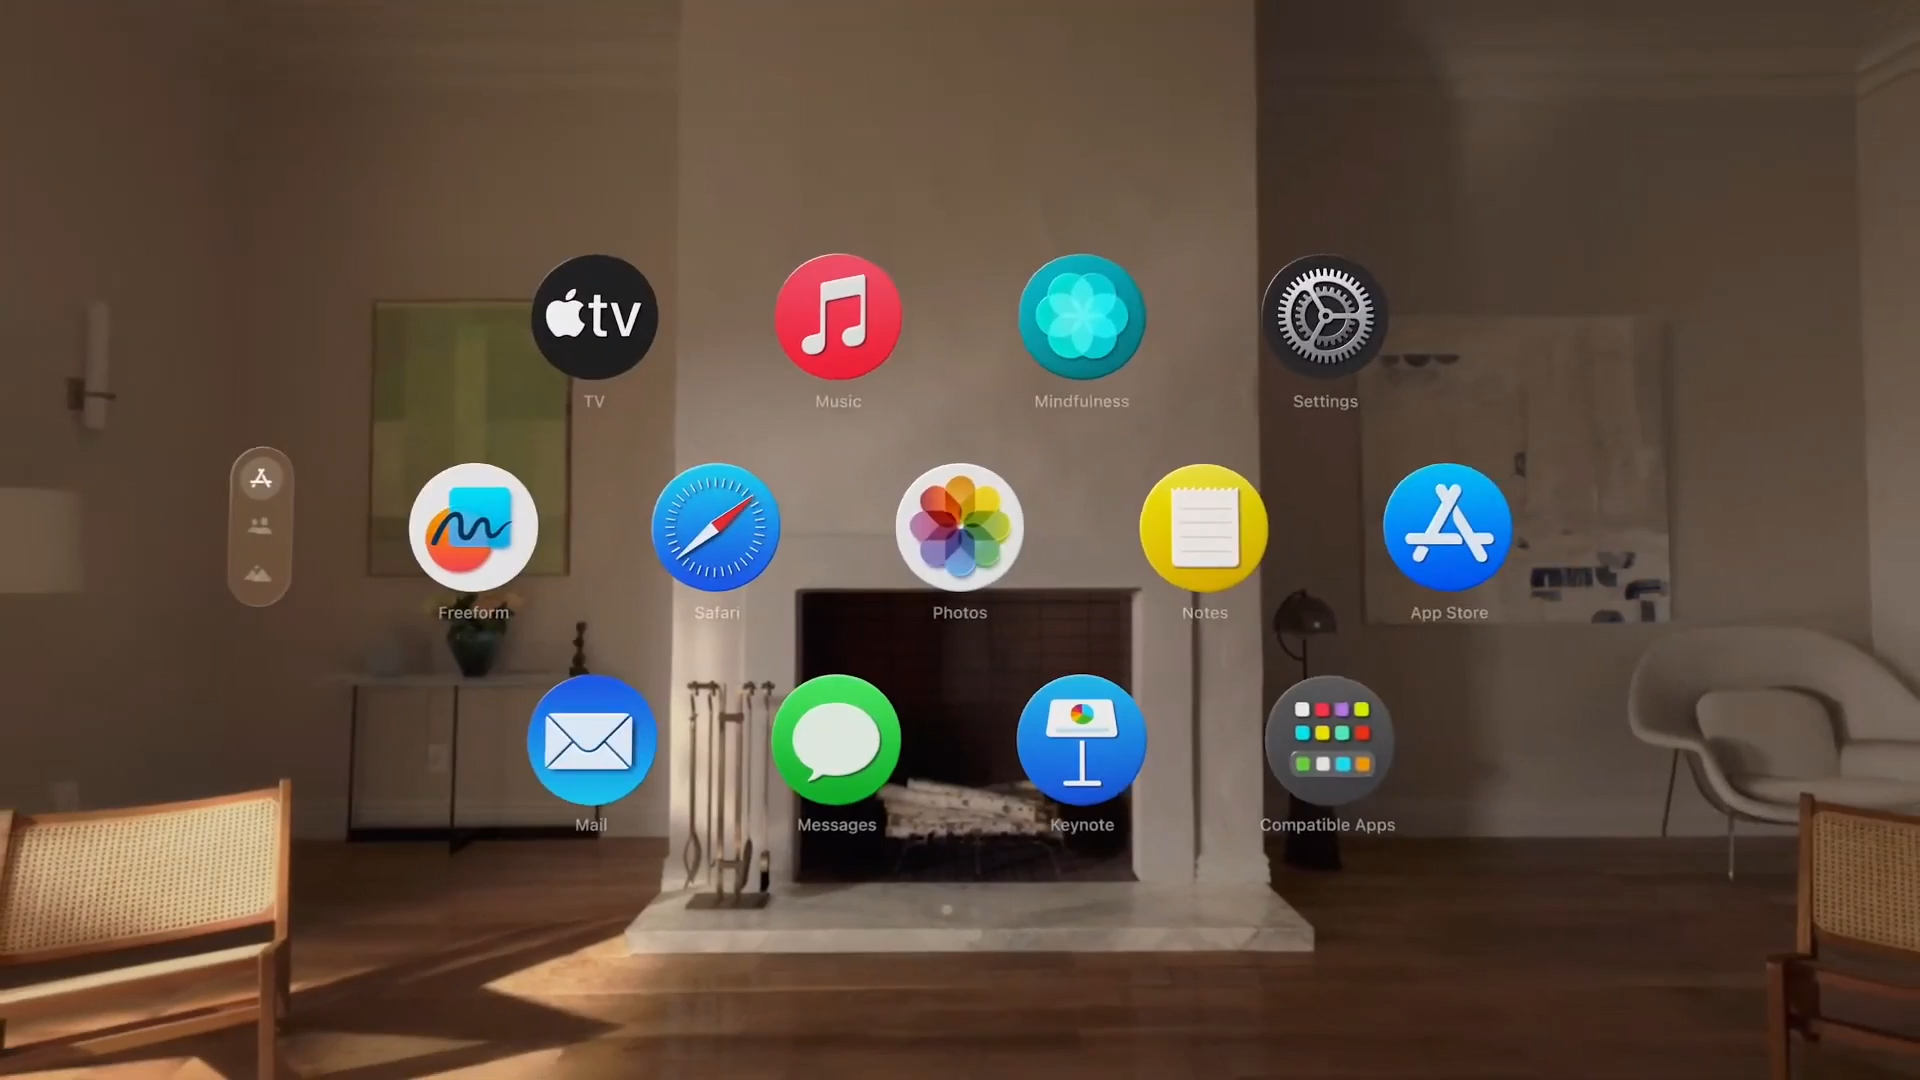 tv
TV
Music
Mindfulness
Settings
Freeform
Safari
Photos
Notes
App Store
Mail
Messages
Keynote
Compatible Apps